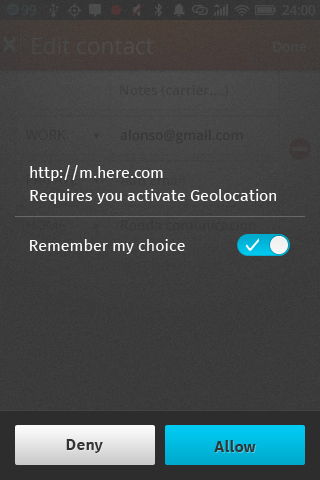 99 24:00
Edit contact Done
Notes (carrier,...)
WORK alonso@gmail.com
http://m.here.com
Requires you activate Geolocation
Remember my choice
Deny Allow